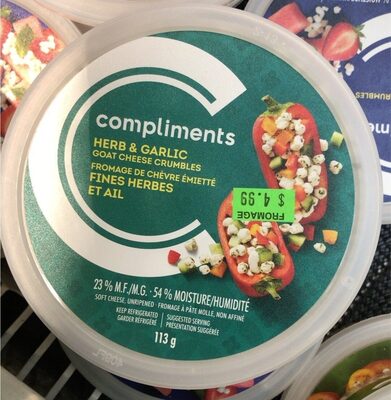 compliments
HERB & GARLIC
GOAT CHEESE CRUMBLES
FROMAGE DE CHÈVRE ÉMIETTÉ
FINES HERBES
ET AIL
$ 4.99
FROMAGE
23 % M.F./M.G. · 54 % MOISTURE/HUMIDITÉ
SOFT CHEESE, UNRIPENED · FROMAGE À PÂTE MOLLE, NON AFFINÉ
KEEP REFRIGERATED
GARDER RÉFRIGÉRÉ
SUGGESTED SERVING
PRÉSENTATION SUGGÉRÉE
113 g
RUMBLES